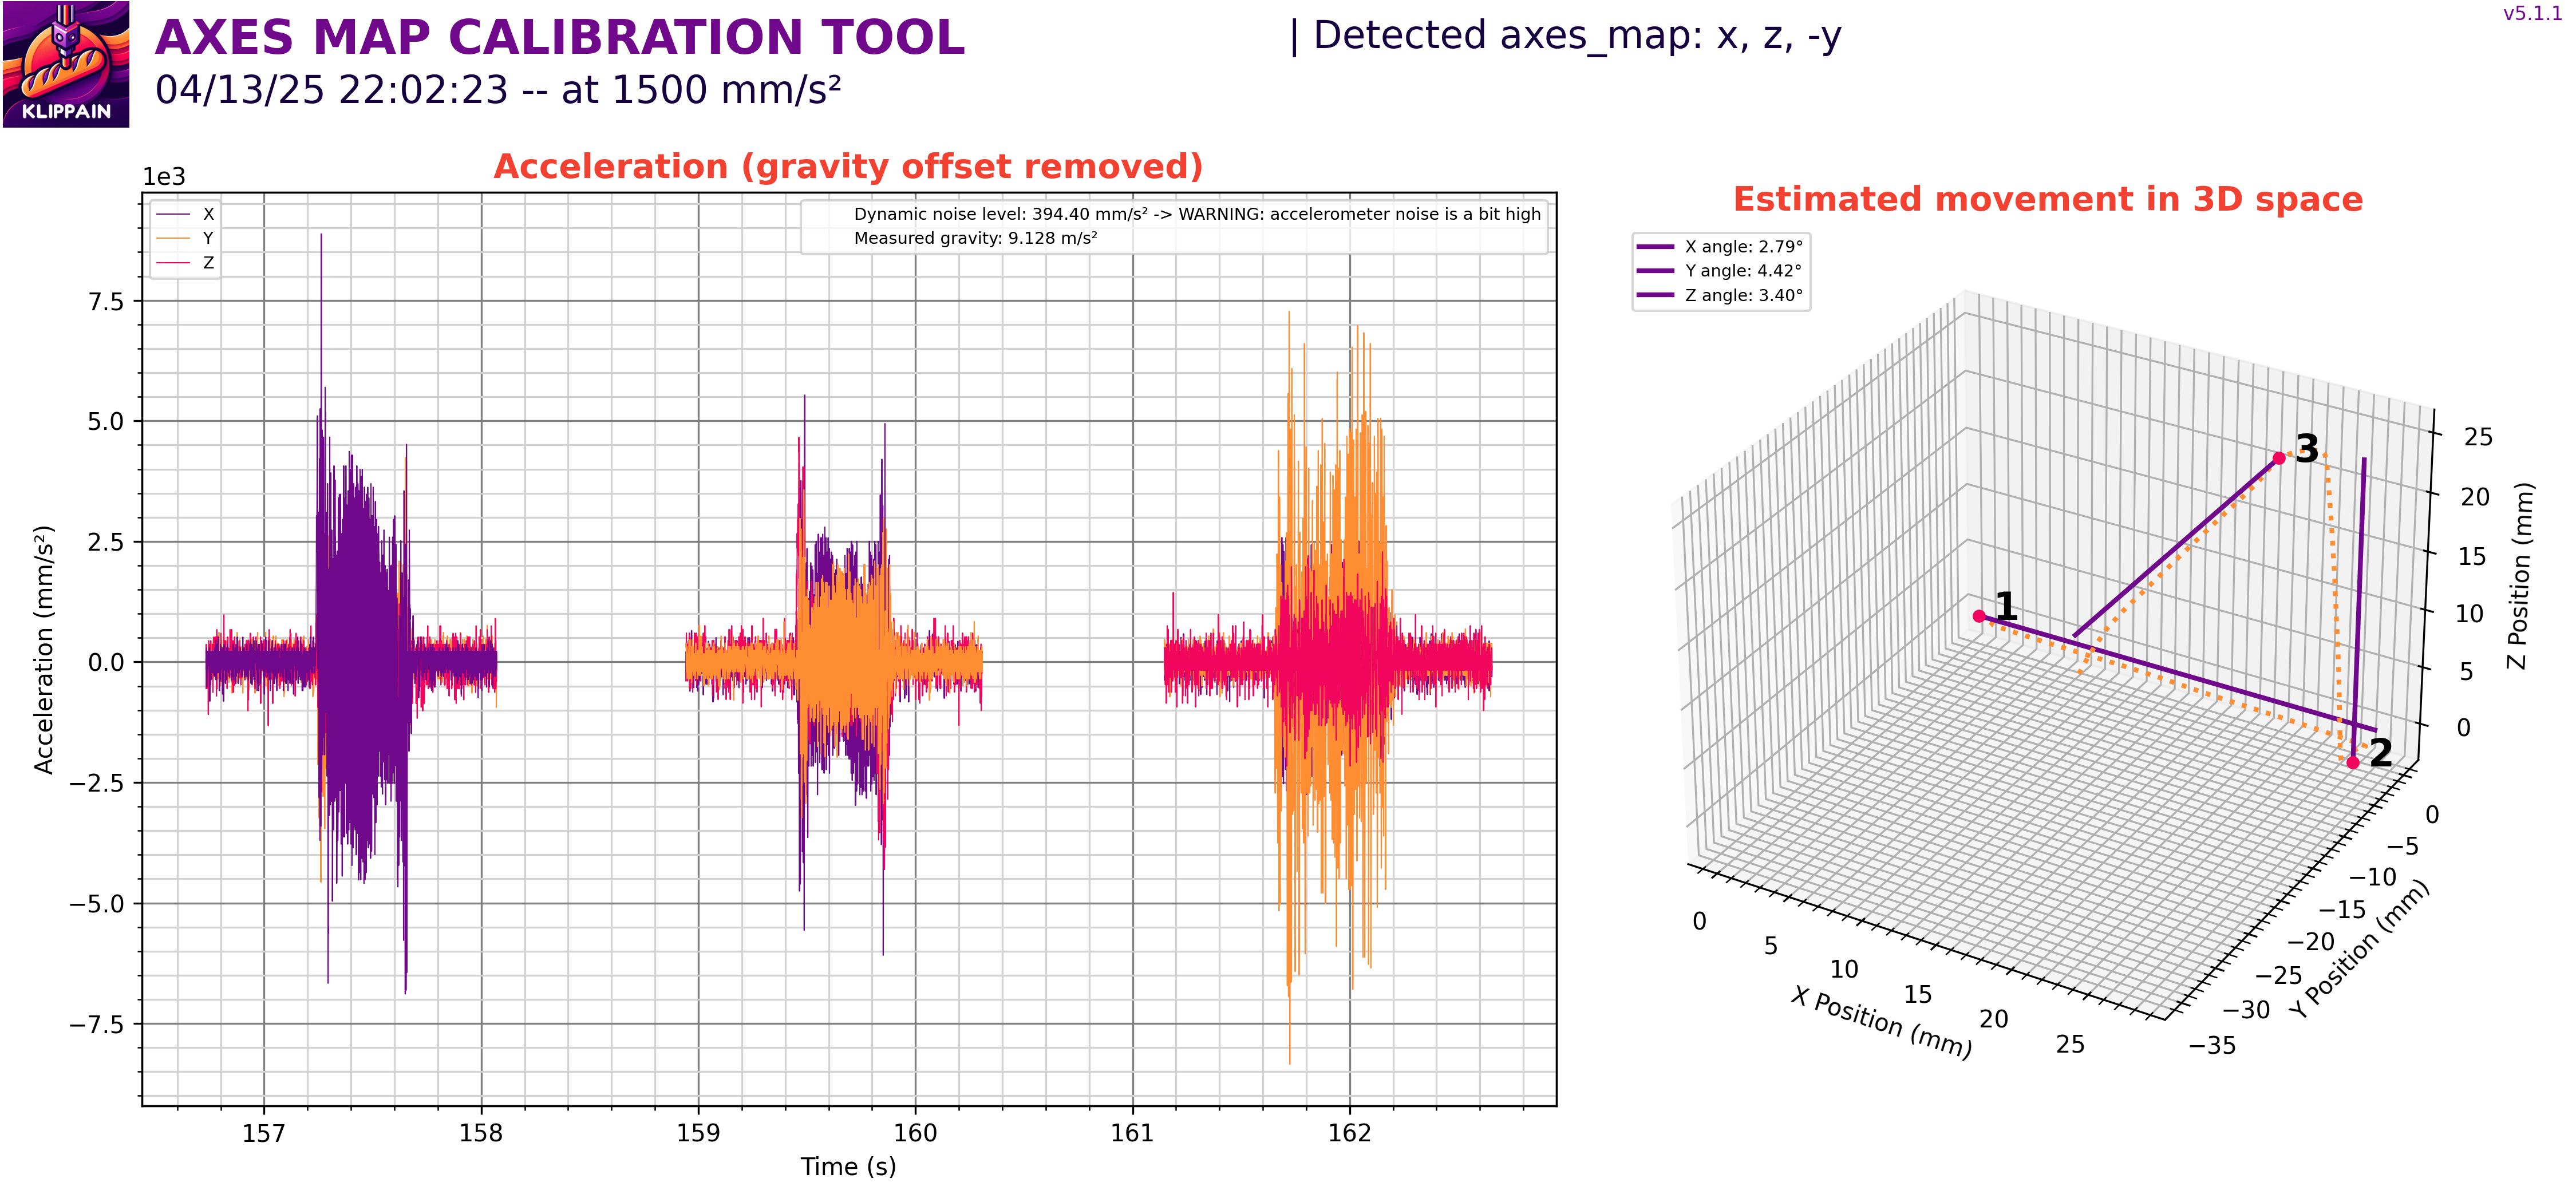 KLIPPAIN
AXES MAP CALIBRATION TOOL
04/13/25 22:02:23 -- at 1500 mm/s²
| Detected axes_map: x, z, -y
v5.1.1
Acceleration (gravity offset removed)
1e3
X
Y
Z
Dynamic noise level: 394.40 mm/s² -> WARNING: accelerometer noise is a bit high
Measured gravity: 9.128 m/s²
7.5
5.0
2.5
0.0
−2.5
−5.0
−7.5
Acceleration (mm/s²)
157
158
159
160
161
162
Time (s)
Estimated movement in 3D space
X angle: 2.79°
Y angle: 4.42°
Z angle: 3.40°
1
2
3
25
20
15
10
5
0
Z Position (mm)
0
−5
−10
−15
−20
−25
−30
−35
Y Position (mm)
0
5
10
15
20
25
X Position (mm)